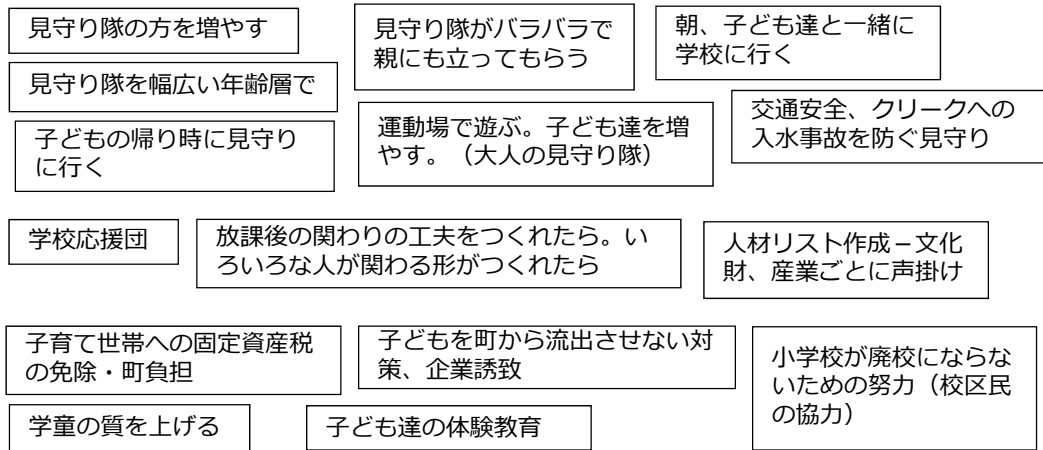 見守り隊の方を増やす
見守り隊がバラバラで
親にも立ってもらう
朝、子ども達と一緒に
学校に行く
見守り隊を幅広い年齢層で
子どもの帰り時に見守り
に行く
運動場で遊ぶ。子ども達を増
やす。（大人の見守り隊）
交通安全、クリークへの
入水事故を防ぐ見守り
学校応援団
放課後の関わりの工夫をつくれたら。い
ろいろな人が関わる形がつくれたら
人材リスト作成－文化
財、産業ごとに声掛け
子育て世帯への固定資産税
の免除・町負担
子どもを町から流出させない対
策、企業誘致
小学校が廃校にならな
いための努力（校区民
の協力）
学童の質を上げる
子ども達の体験教育